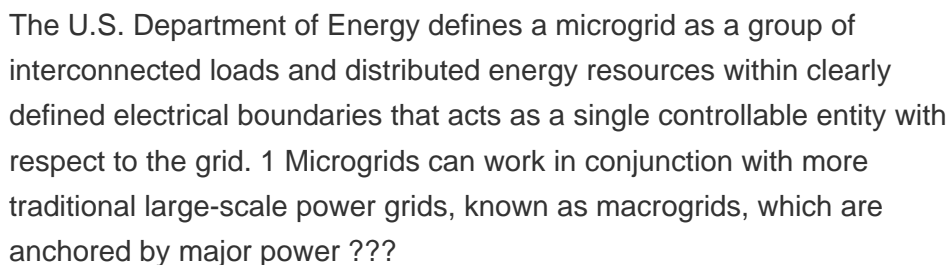 The U.S. Department of Energy defines a microgrid as a group of
interconnected loads and distributed energy resources within clearly
defined electrical boundaries that acts as a single controllable entity with
respect to the grid. 1 Microgrids can work in conjunction with more
traditional large-scale power grids, known as macrogrids, which are
anchored by major power ???